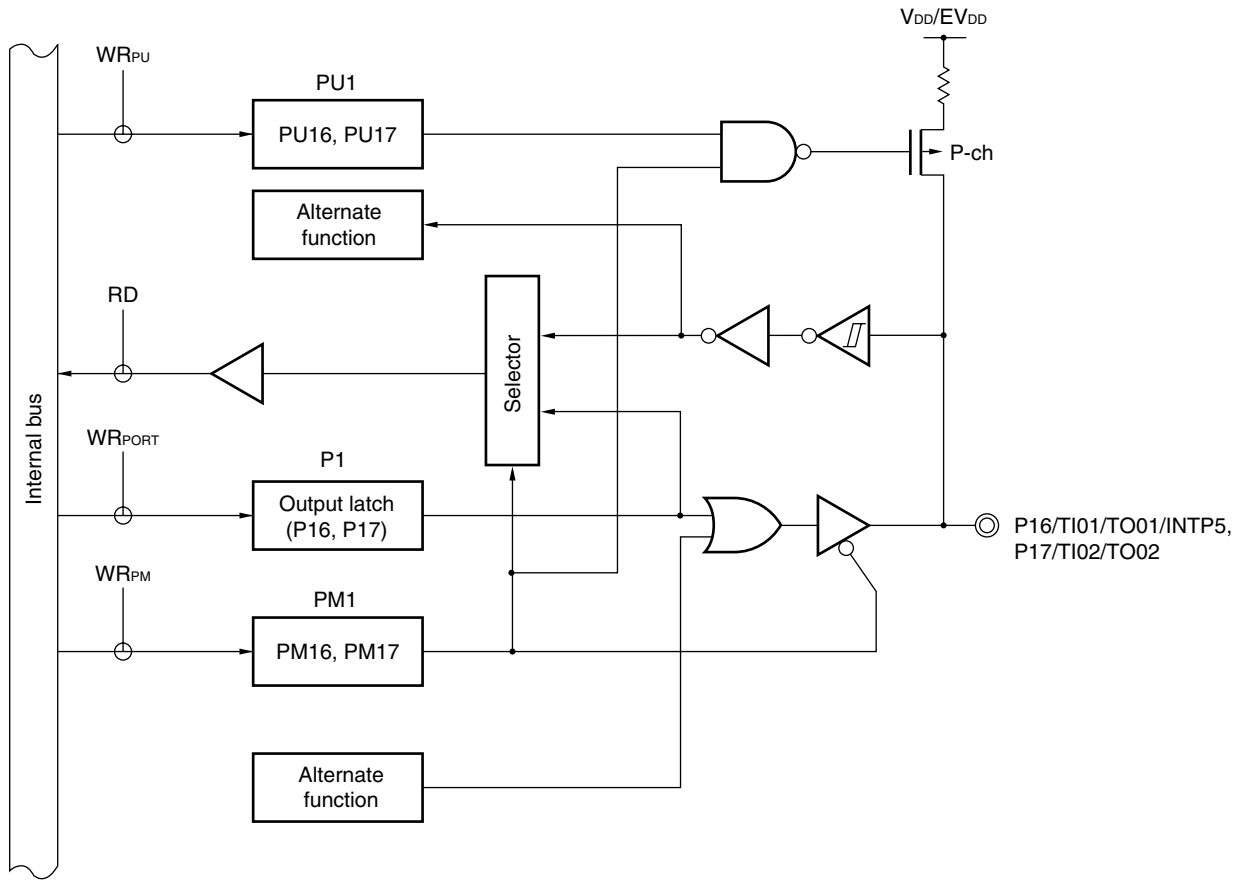 VDD/EVDD
WRPU
PU1
PU16, PU17
P-ch
Alternate
function
RD
Selector
Internal bus
WRPORT
P1
Output latch
(P16, P17)
P16/TI01/TO01/INTP5,
P17/TI02/TO02
WRPM
PM1
PM16, PM17
Alternate
function